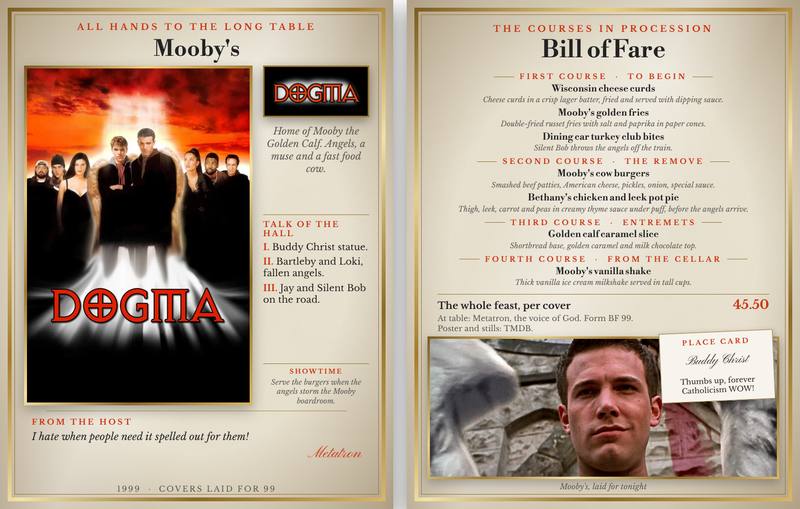 ALL HANDS TO THE LONG TABLE
Mooby's
DOGMA
DOGMA
Home of Mooby the
Golden Calf. Angels, a
muse and a fast food
cow.
TALK OF THE
HALL
I. Buddy Christ statue.
II. Bartleby and Loki,
fallen angels.
III. Jay and Silent Bob
on the road.
SHOWTIME
Serve the burgers when the
angels storm the Mooby
boardroom.
FROM THE HOST
I hate when people need it spelled out for them!
Metatron
1999 · COVERS LAID FOR 99
THE COURSES IN PROCESSION
Bill of Fare
FIRST COURSE · TO BEGIN
Wisconsin cheese curds
Cheese curds in a crisp lager batter, fried and served with dipping sauce.
Mooby's golden fries
Double-fried russet fries with salt and paprika in paper cones.
Dining car turkey club bites
Silent Bob throws the angels off the train.
SECOND COURSE · THE REMOVE
Mooby's cow burgers
Smashed beef patties, American cheese, pickles, onion, special sauce.
Bethany's chicken and leek pot pie
Thigh, leek, carrot and peas in creamy thyme sauce under puff, before the angels arrive.
THIRD COURSE · ENTREMETS
Golden calf caramel slice
Shortbread base, golden caramel and milk chocolate top.
FOURTH COURSE · FROM THE CELLAR
Mooby's vanilla shake
Thick vanilla ice cream milkshake served in tall cups.
The whole feast, per cover 45.50
At table: Metatron, the voice of God. Form BF 99.
Poster and stills: TMDB.
PLACE CARD
Buddy Christ
Thumbs up, forever
Catholicism WOW!
Mooby's, laid for tonight